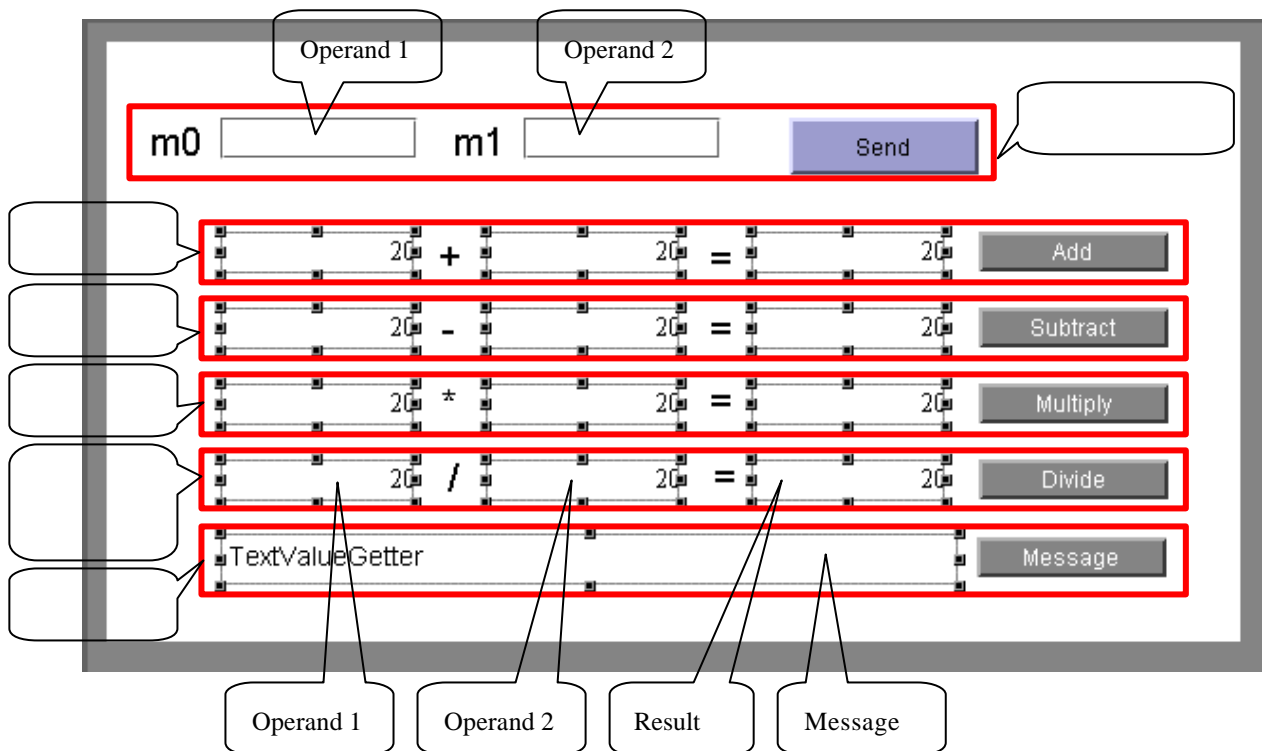 Operand 1 Operand 2
m0 m1 Send
20 + 20 = 20 Add
20 - 20 = 20 Subtract
20 * 20 = 20 Multiply
20 / 20 = 20 Divide
TextValueGetter Message
Operand 1 Operand 2 Result Message